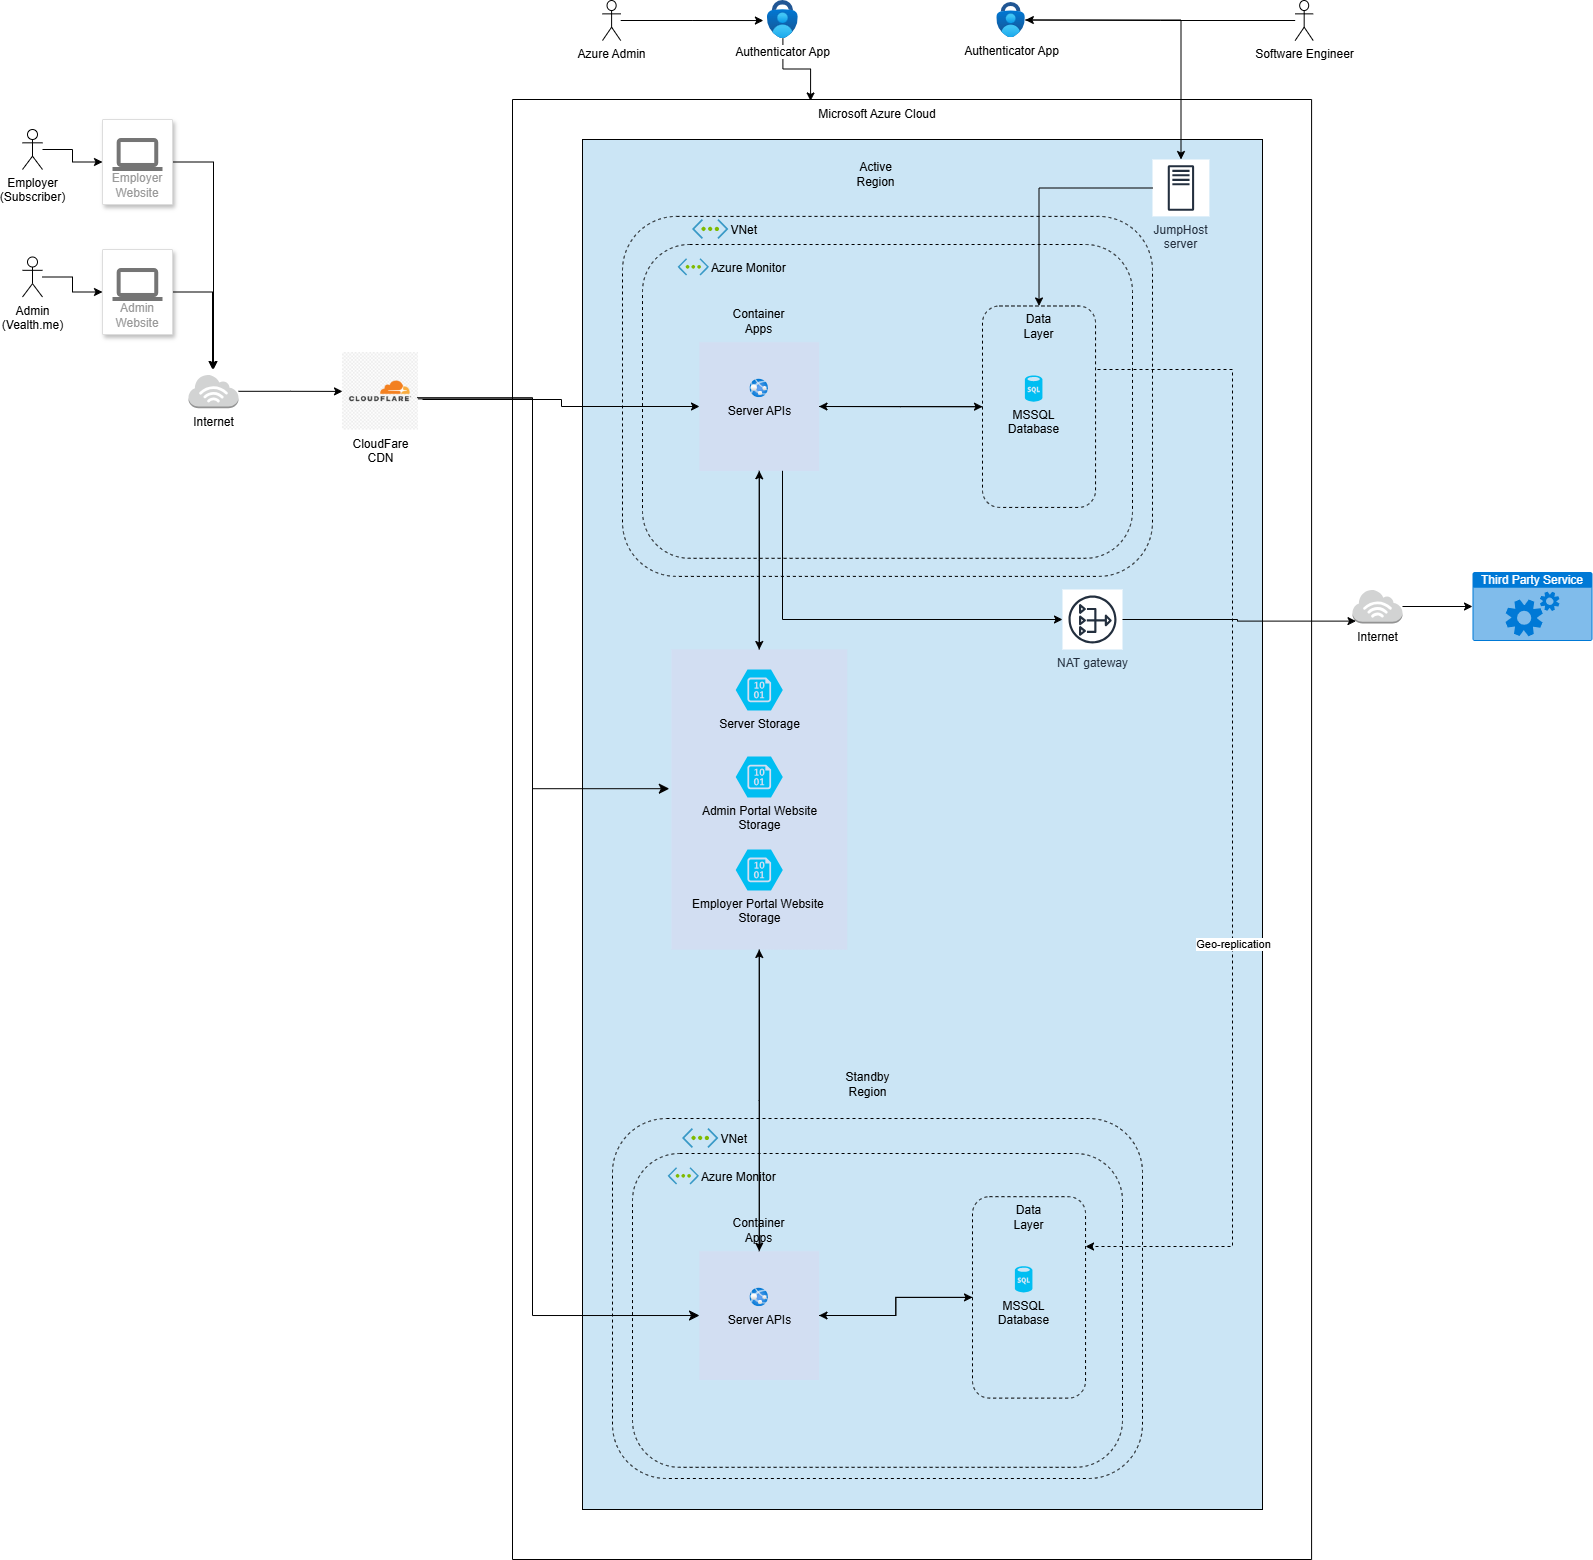 Azure Admin
Authenticator App
Authenticator App
Software Engineer
Microsoft Azure Cloud
Employer
(Subscriber)
Employer
Website
Admin
(Vealth.me)
Admin
Website
Internet
CLOUDFLARE
CloudFare
CDN
Active
Region
JumpHost
server
VNet
Azure Monitor
Container
Apps
Server APIs
Data
Layer
SQL
MSSQL
Database
NAT gateway
Internet
Third Party Service
10
01
Server Storage
10
01
Admin Portal Website
Storage
10
01
Employer Portal Website
Storage
Geo-replication
Standby
Region
VNet
Azure Monitor
Container
Apps
Server APIs
Data
Layer
SQL
MSSQL
Database